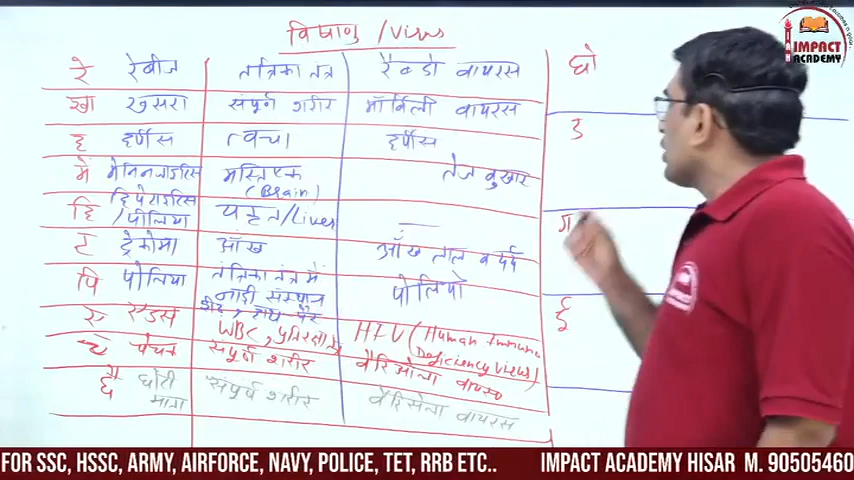 विषाणु / Virus
रे रेबीज तंत्रिका तंत्र रैब्डो वायरस
खा खसरा संपूर्ण शरीर मॉर्बिली वायरस
ह हर्पीस त्वचा हर्पीस
में मेनिनजाइटिस मस्तिष्क (Brain) तेज बुखार
हि हिपेटाइटिस / पीलिया यकृत / Liver
ट ट्रेकोमा आँख आँख लाल व दर्द
पि पोलियो तंत्रिका तंत्र में नाड़ी संस्थान पोलियो
ए एड्स WBC, HIV (Human Immuno Deficiency Virus)
चे चेचक संपूर्ण शरीर वैरिओला वायरस
है छोटी माता संपूर्ण शरीर वैरिसेला वायरस
घो
उ
ग
ई
IMPACT
ACADEMY
FOR SSC, HSSC, ARMY, AIRFORCE, NAVY, POLICE, TET, RRB ETC.. IMPACT ACADEMY HISAR M. 90505460